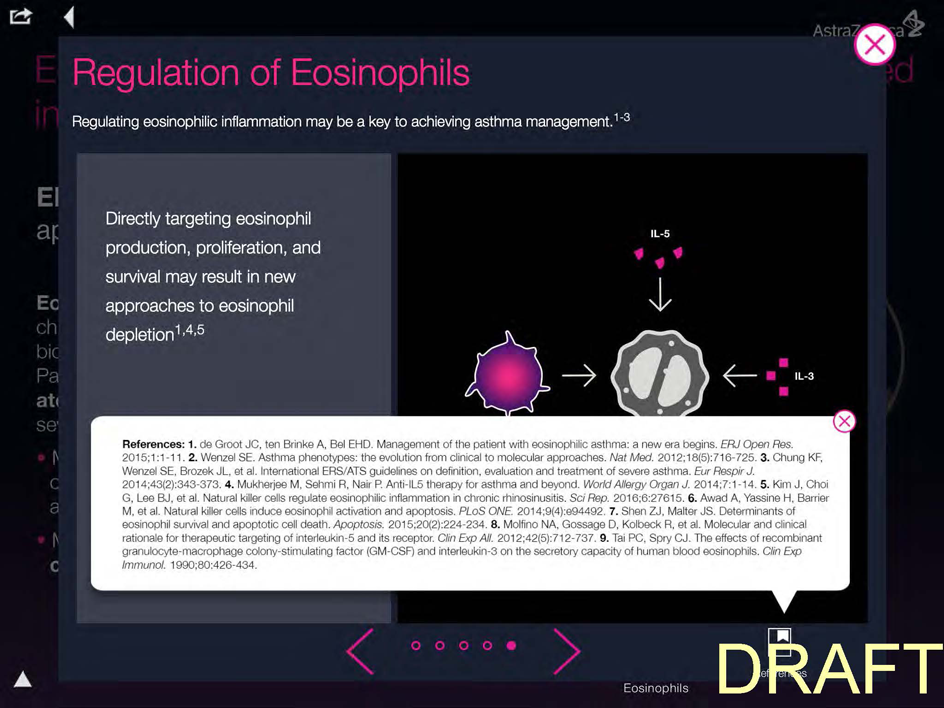 AstraZ
a
E
ed
in
Regulation of Eosinophils
Regulating eosinophilic inflammation may be a key to achieving asthma management.1-3
El
ap
Directly targeting eosinophil
production, proliferation, and
survival may result in new
approaches to eosinophil
depletion1,4,5
IL-5
IL-3
Ec
ch
bio
Pa
ate
se
• M
c
a
• M
c
References: 1. de Groot JC, ten Brinke A, Bel EHD. Management of the patient with eosinophilic asthma: a new era begins. ERJ Open Res.
2015;1:1-11. 2. Wenzel SE. Asthma phenotypes: the evolution from clinical to molecular approaches. Nat Med. 2012;18(5):716-725. 3. Chung KF,
Wenzel SE, Brozek JL, et al. International ERS/ATS guidelines on definition, evaluation and treatment of severe asthma. Eur Respir J.
2014;43(2):343-373. 4. Mukherjee M, Sehmi R, Nair P. Anti-IL5 therapy for asthma and beyond. World Allergy Organ J. 2014;7:1-14. 5. Kim J, Choi
G, Lee BJ, et al. Natural killer cells regulate eosinophilic inflammation in chronic rhinosinusitis. Sci Rep. 2016;6:27615. 6. Awad A, Yassine H, Barrier
M, et al. Natural killer cells induce eosinophil activation and apoptosis. PLoS ONE. 2014;9(4):e94492. 7. Shen ZJ, Malter JS. Determinants of
eosinophil survival and apoptotic cell death. Apoptosis. 2015;20(2):224-234. 8. Molfino NA, Gossage D, Kolbeck R, et al. Molecular and clinical
rationale for therapeutic targeting of interleukin-5 and its receptor. Clin Exp All. 2012;42(5):712-737. 9. Tai PC, Spry CJ. The effects of recombinant
granulocyte-macrophage colony-stimulating factor (GM-CSF) and interleukin-3 on the secretory capacity of human blood eosinophils. Clin Exp
Immunol. 1990;80:426-434.
References
DRAFT
Eosinophils